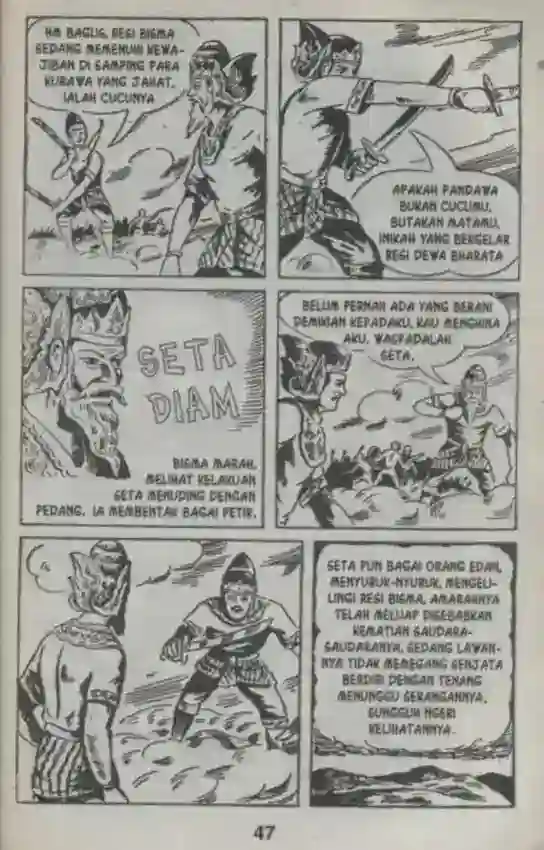 HM BAGUS, RESI BISMA
SEDANG MEMENUHI KEWA-
JIBAN DI SAMPING PARA
KURAWA YANG JAHAT,
IALAH CUCUNYA
APAKAH PANDAWA
BUKAN CUCUMU,
BUTAKAN MATAMU,
INIKAH YANG BERGELAR
RESI DEWA BHARATA
SETA
DIAM
BISMA MARAH,
MELIHAT KELAKUAN
SETA MENUDING DENGAN
PEDANG. IA MEMBENTAK BAGAI PETIR.
BELUM PERNAH ADA YANG BERANI
DEMIKIAN KEPADAKU, KAU MENGHINA
AKU, WASPADALAH
SETA.
SETA PUN BAGAI ORANG EDAN,
MENYURUK-NYURUK, MENGELI-
LINGI RESI BISMA, AMARAHNYA
TELAH MELUAP DISEBABKAN
KEMATIAN SAUDARA-
SAUDARANYA, SEDANG LAWAN-
NYA TIDAK MEMEGANG SENJATA
BERDIRI DENGAN TENANG
MENUNGGU SERANGANNYA,
SUNGGUH NGERI
KELIHATANNYA.
47